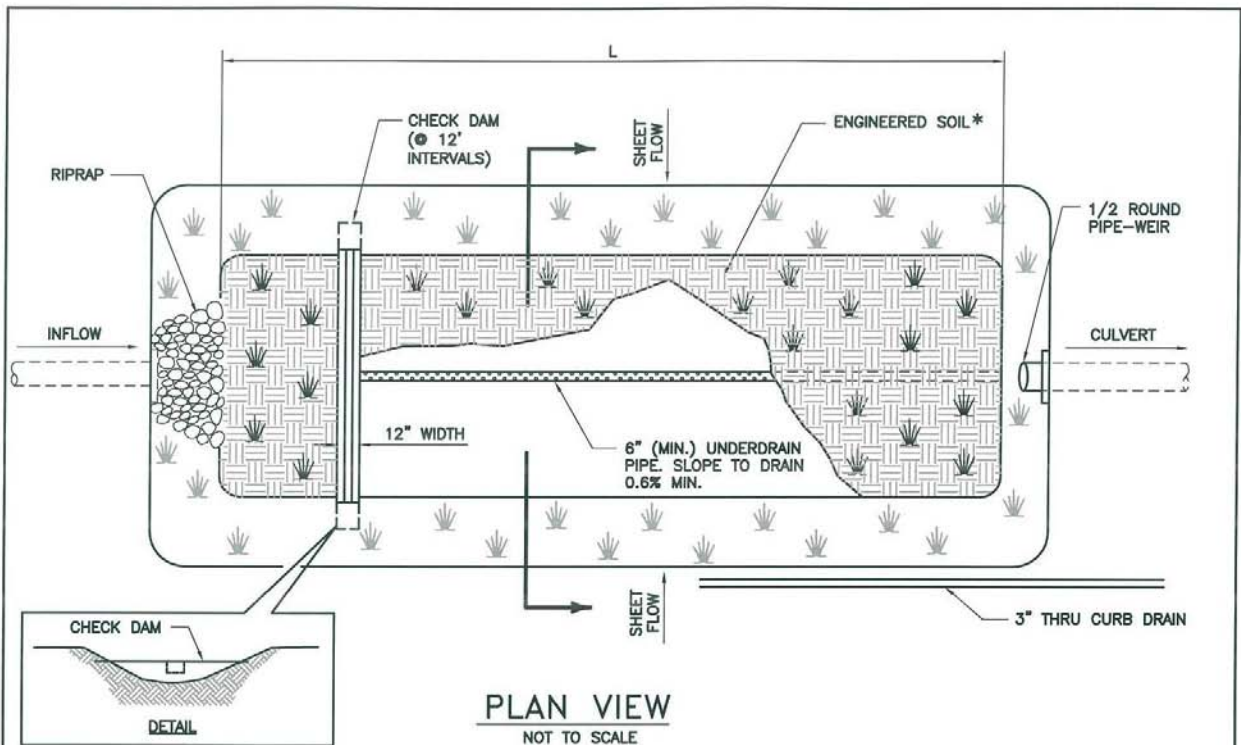 L
CHECK DAM
(@ 12'
INTERVALS)
SHEET
FLOW
ENGINEERED SOIL*
RIPRAP
1/2 ROUND
PIPE-WEIR
INFLOW
CULVERT
12" WIDTH
6" (MIN.) UNDERDRAIN
PIPE. SLOPE TO DRAIN
0.6% MIN.
SHEET
FLOW
3" THRU CURB DRAIN
CHECK DAM
DETAIL
PLAN VIEW
NOT TO SCALE